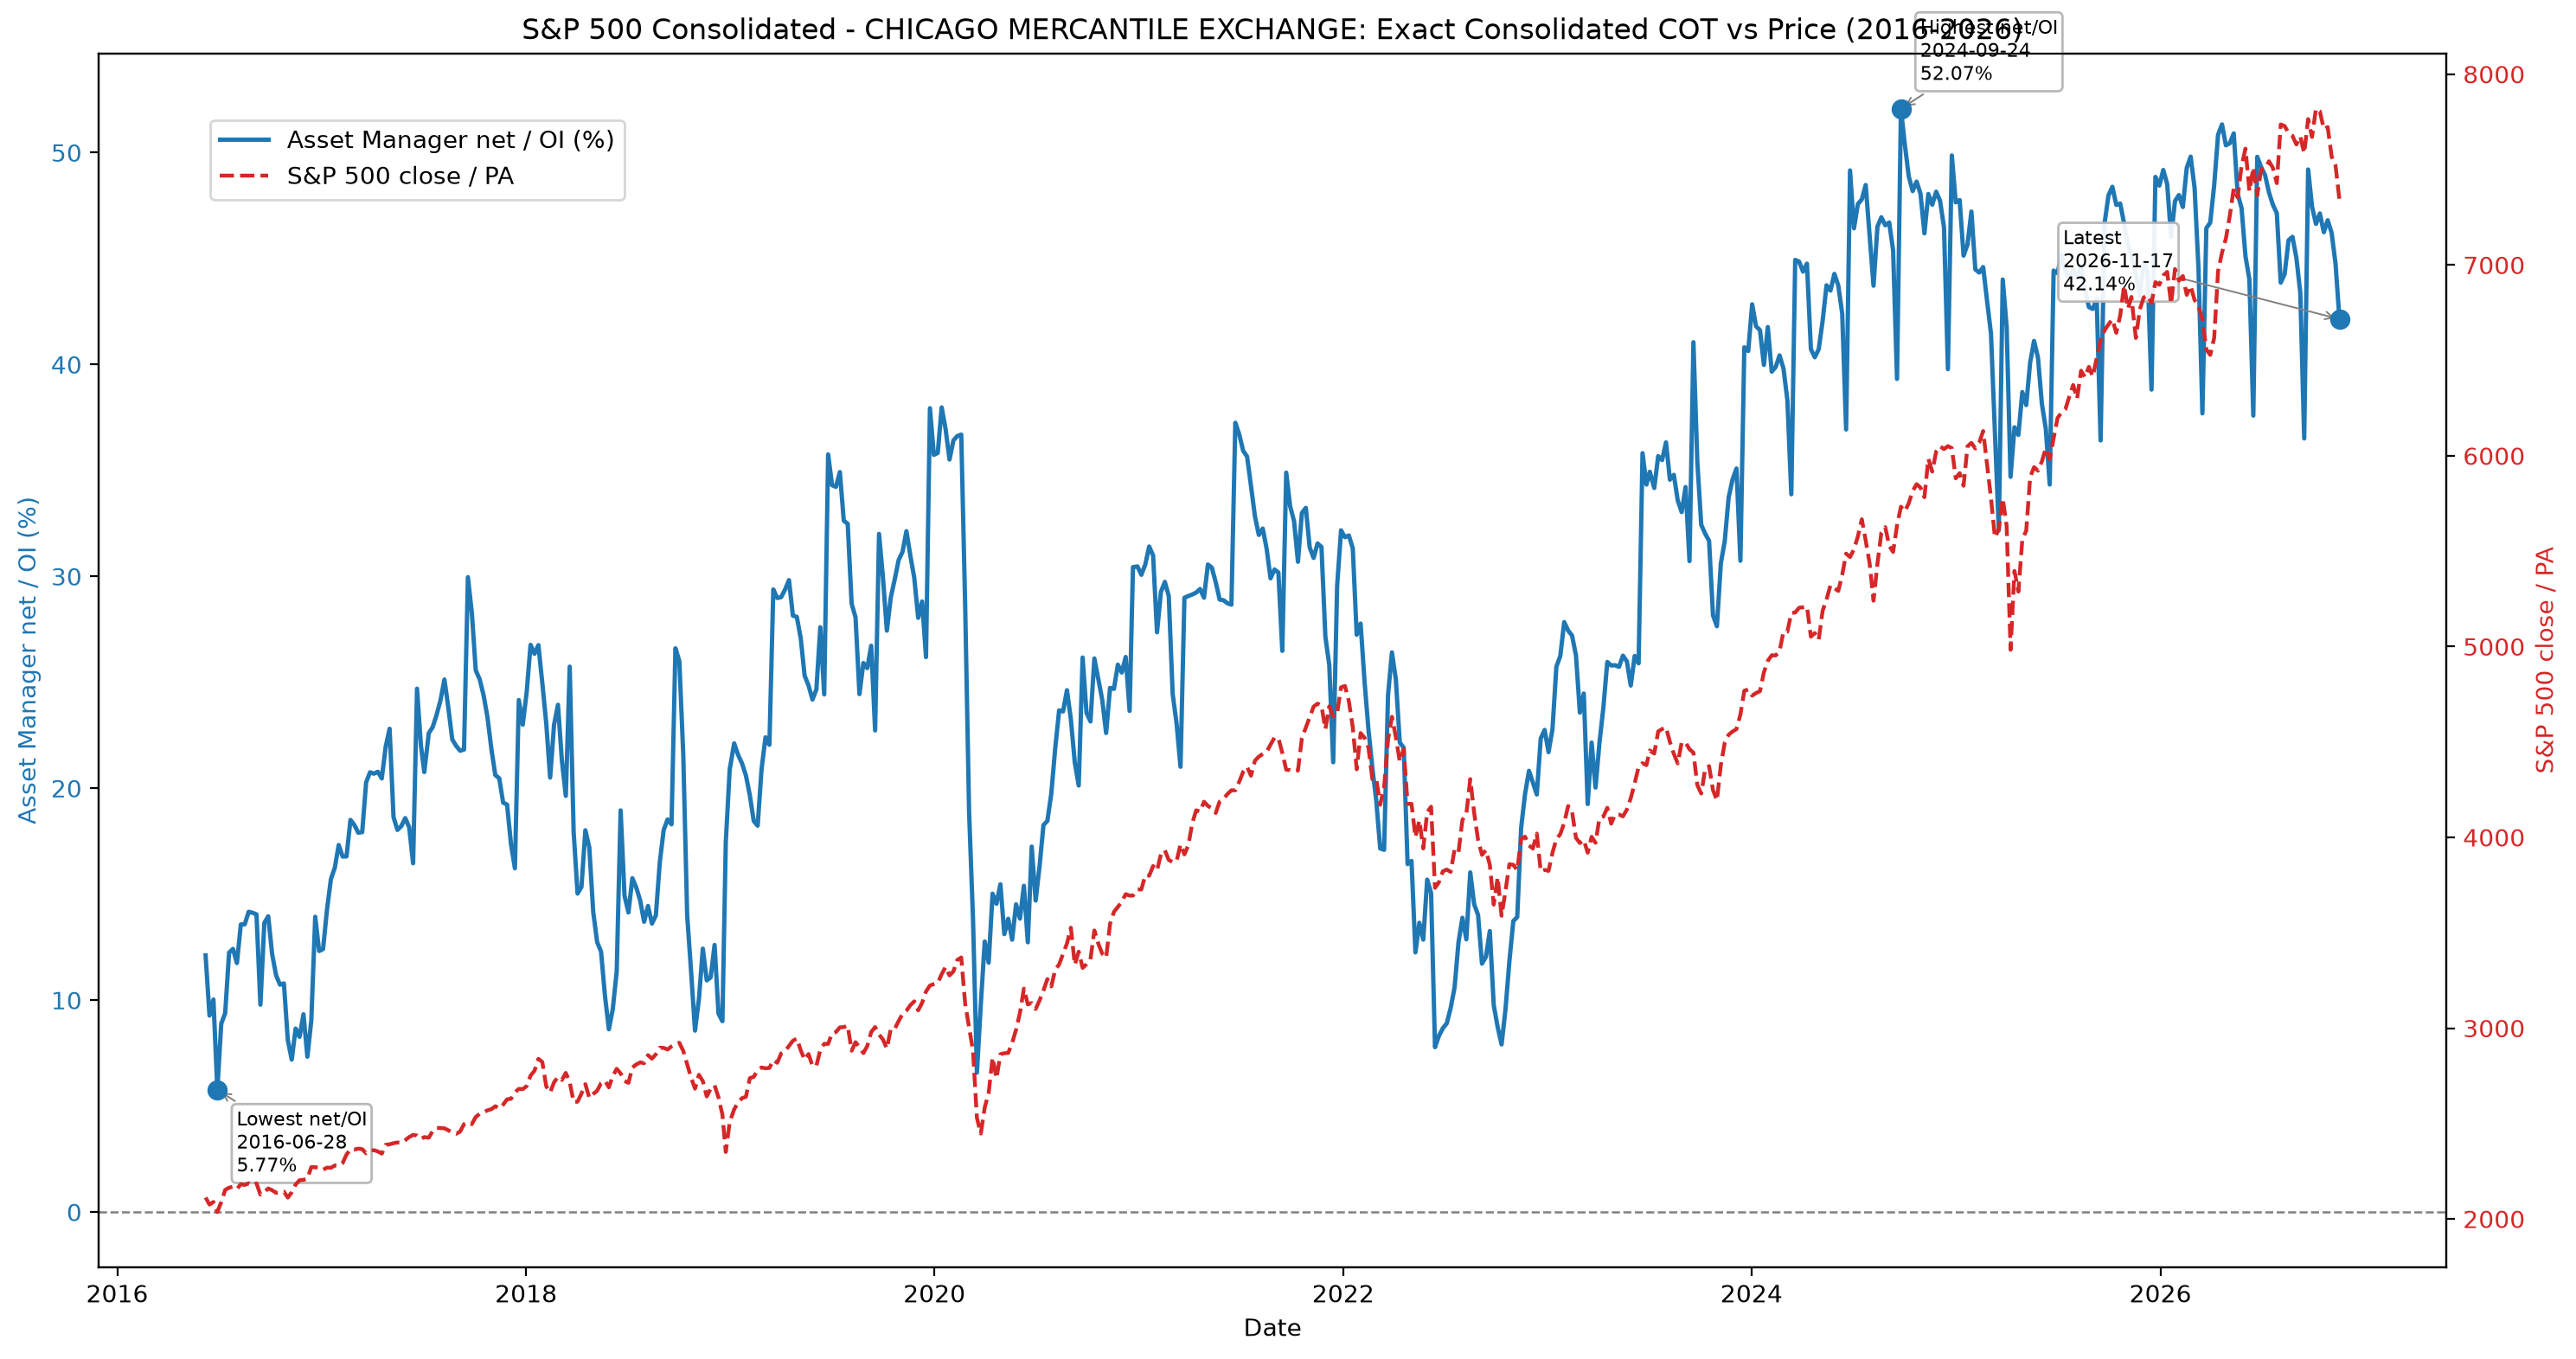 S&P 500 Consolidated - CHICAGO MERCANTILE EXCHANGE: Exact Consolidated COT vs Price (2016-2026)
Highest net/OI
2024-09-24
52.07%
Asset Manager net / OI (%)
S&P 500 close / PA
Latest
2026-11-17
42.14%
Lowest net/OI
2016-06-28
5.77%
Asset Manager net / OI (%)
50
40
30
20
10
0
8000
7000
6000
5000
4000
3000
2000
S&P 500 close / PA
2016
2018
2020
2022
2024
2026
Date